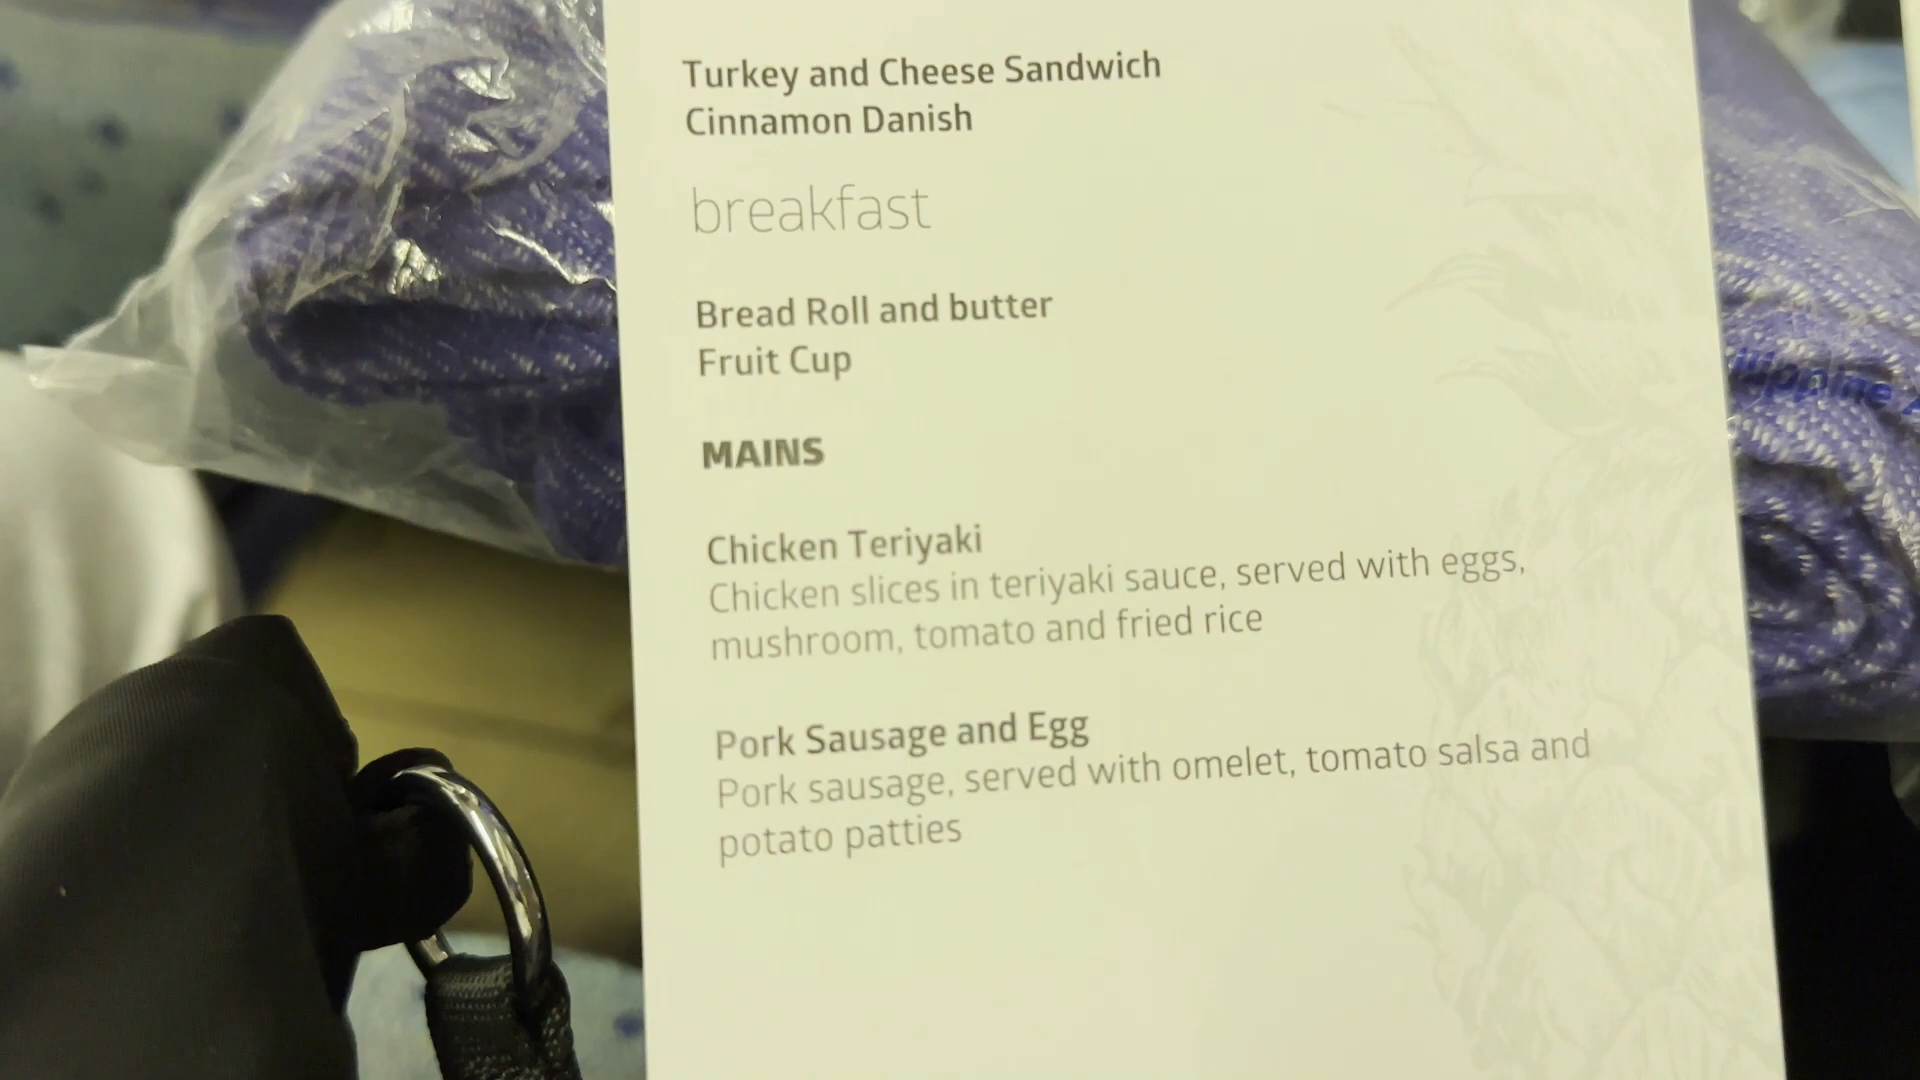 Turkey and Cheese Sandwich
Cinnamon Danish
breakfast
Bread Roll and butter
Fruit Cup
MAINS
Chicken Teriyaki
Chicken slices in teriyaki sauce, served with eggs,
mushroom, tomato and fried rice
Pork Sausage and Egg
Pork sausage, served with omelet, tomato salsa and
potato patties